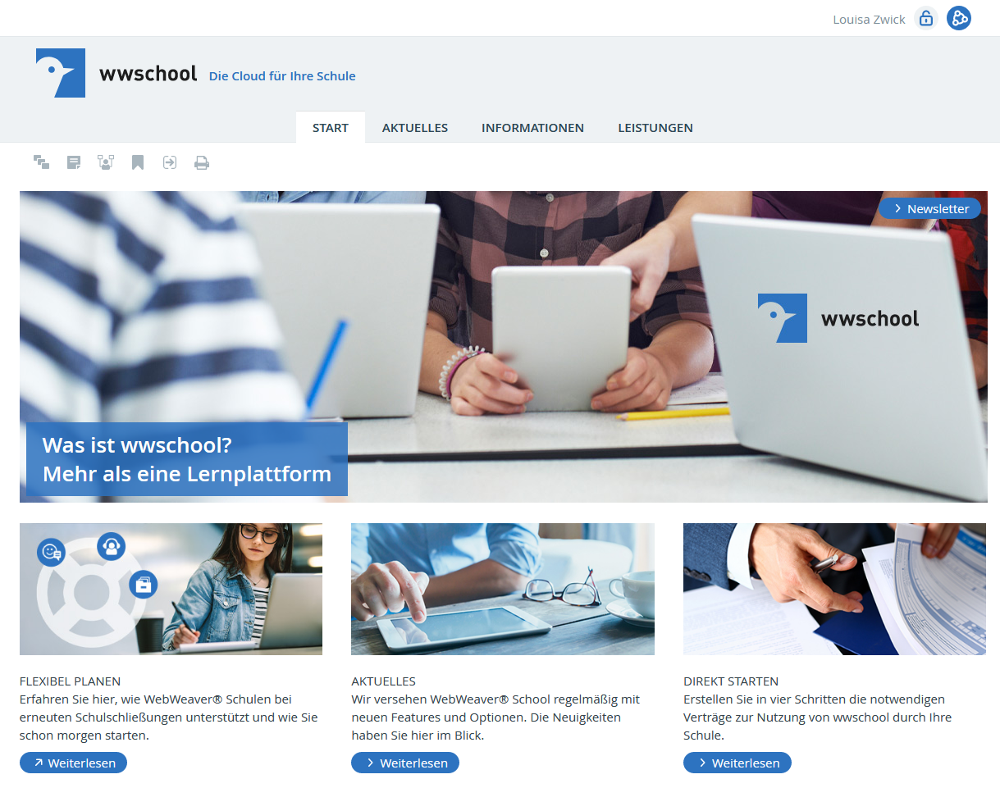 Louisa Zwick
wwschool Die Cloud für Ihre Schule
START AKTUELLES INFORMATIONEN LEISTUNGEN
Newsletter
wwschool
Was ist wwschool?
Mehr als eine Lernplattform
FLEXIBEL PLANEN
Erfahren Sie hier, wie WebWeaver® Schulen bei
erneuten Schulschließungen unterstützt und wie Sie
schon morgen starten.
Weiterlesen
AKTUELLES
Wir versehen WebWeaver® School regelmäßig mit
neuen Features und Optionen. Die Neuigkeiten
haben Sie hier im Blick.
Weiterlesen
DIREKT STARTEN
Erstellen Sie in vier Schritten die notwendigen
Verträge zur Nutzung von wwschool durch Ihre
Schule.
Weiterlesen